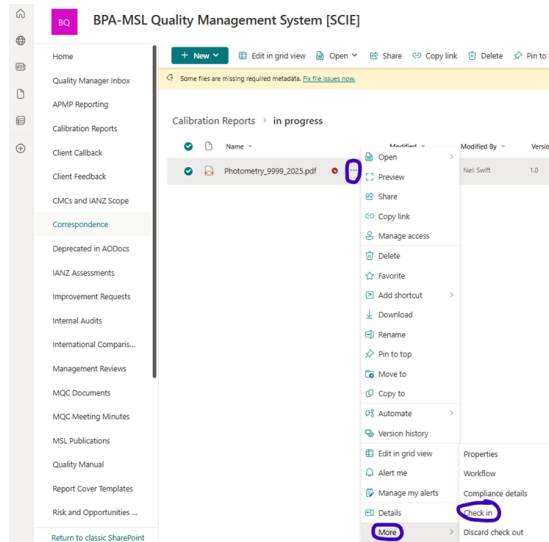 BQ
BPA-MSL Quality Management System [SCIE]
Home
Quality Manager Inbox
APMP Reporting
Calibration Reports
Client Callback
Client Feedback
CMCs and IANZ Scope
Correspondence
Deprecated in AODocs
IANZ Assessments
Improvement Requests
Internal Audits
International Comparis...
Management Reviews
MQC Documents
MQC Meeting Minutes
MSL Publications
Quality Manual
Report Cover Templates
Risk and Opportunities ...
Return to classic SharePoint
+ New Edit in grid view Open Share Copy link Delete Pin to
Some files are missing required metadata. Fix file issues now.
Calibration Reports > in progress
Name Modified Modified By Versio
Photometry_9999_2025.pdf ... Nel Swift 1.0
Open
Preview
Share
Copy link
Manage access
Delete
Favorite
Add shortcut
Download
Rename
Pin to top
Move to
Copy to
Automate
Version history
Edit in grid view
Alert me
Manage my alerts
Details
More
Properties
Workflow
Compliance details
Check in
Discard check out